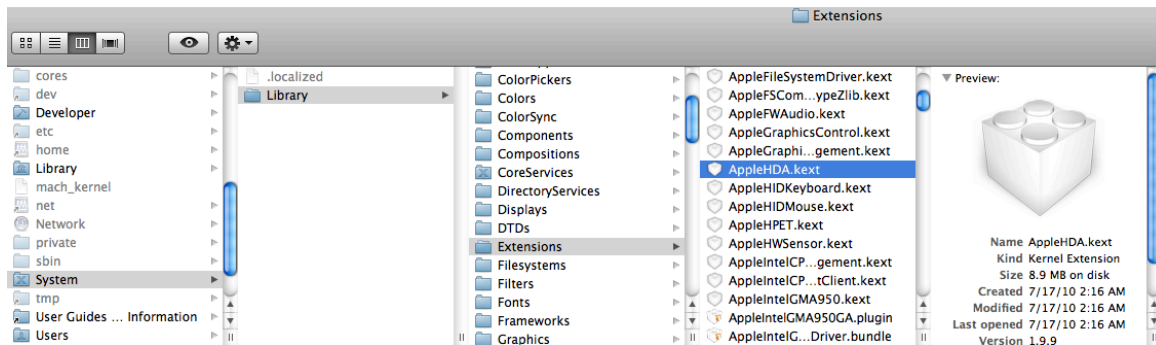 Extensions
cores
dev
Developer
etc
home
Library
mach_kernel
net
Network
private
sbin
System
tmp
User Guides ... Information
Users
.localized
Library
ColorPickers
Colors
ColorSync
Components
Compositions
CoreServices
DirectoryServices
Displays
DTDs
Extensions
Filesystems
Filters
Fonts
Frameworks
Graphics
AppleFileSystemDriver.kext
AppleFSCom...ypeZlib.kext
AppleFWAudio.kext
AppleGraphicsControl.kext
AppleGraphi...gement.kext
AppleHDA.kext
AppleHIDKeyboard.kext
AppleHIDMouse.kext
AppleHPET.kext
AppleHWSensor.kext
AppleIntelCP...gement.kext
AppleIntelCP...tClient.kext
AppleIntelGMA950.kext
AppleIntelGMA950GA.plugin
AppleIntelG...Driver.bundle
Preview:
Name AppleHDA.kext
Kind Kernel Extension
Size 8.9 MB on disk
Created 7/17/10 2:16 AM
Modified 7/17/10 2:16 AM
Last opened 7/17/10 2:16 AM
Version 1.9.9